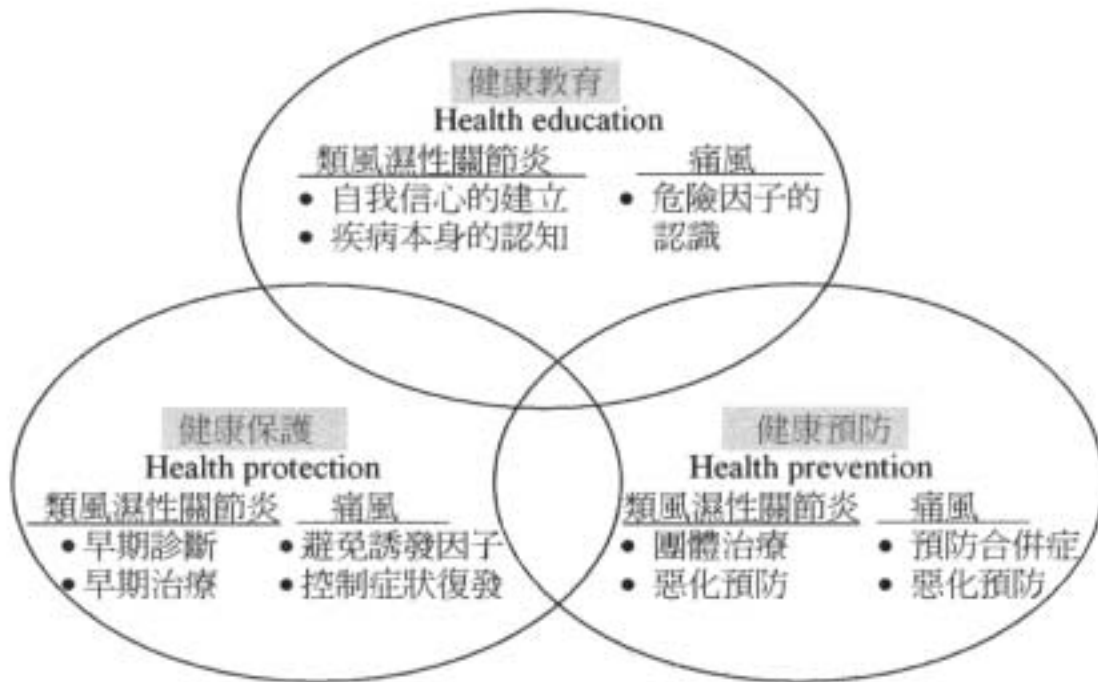 健康教育
Health education
類風濕性關節炎 痛風
• 自我信心的建立 • 危險因子的
• 疾病本身的認知 認識
健康保護
Health protection
類風濕性關節炎 痛風
• 早期診斷 • 避免誘發因子
• 早期治療 • 控制症狀復發
健康預防
Health prevention
類風濕性關節炎 痛風
• 團體治療 • 預防合併症
• 惡化預防 • 惡化預防